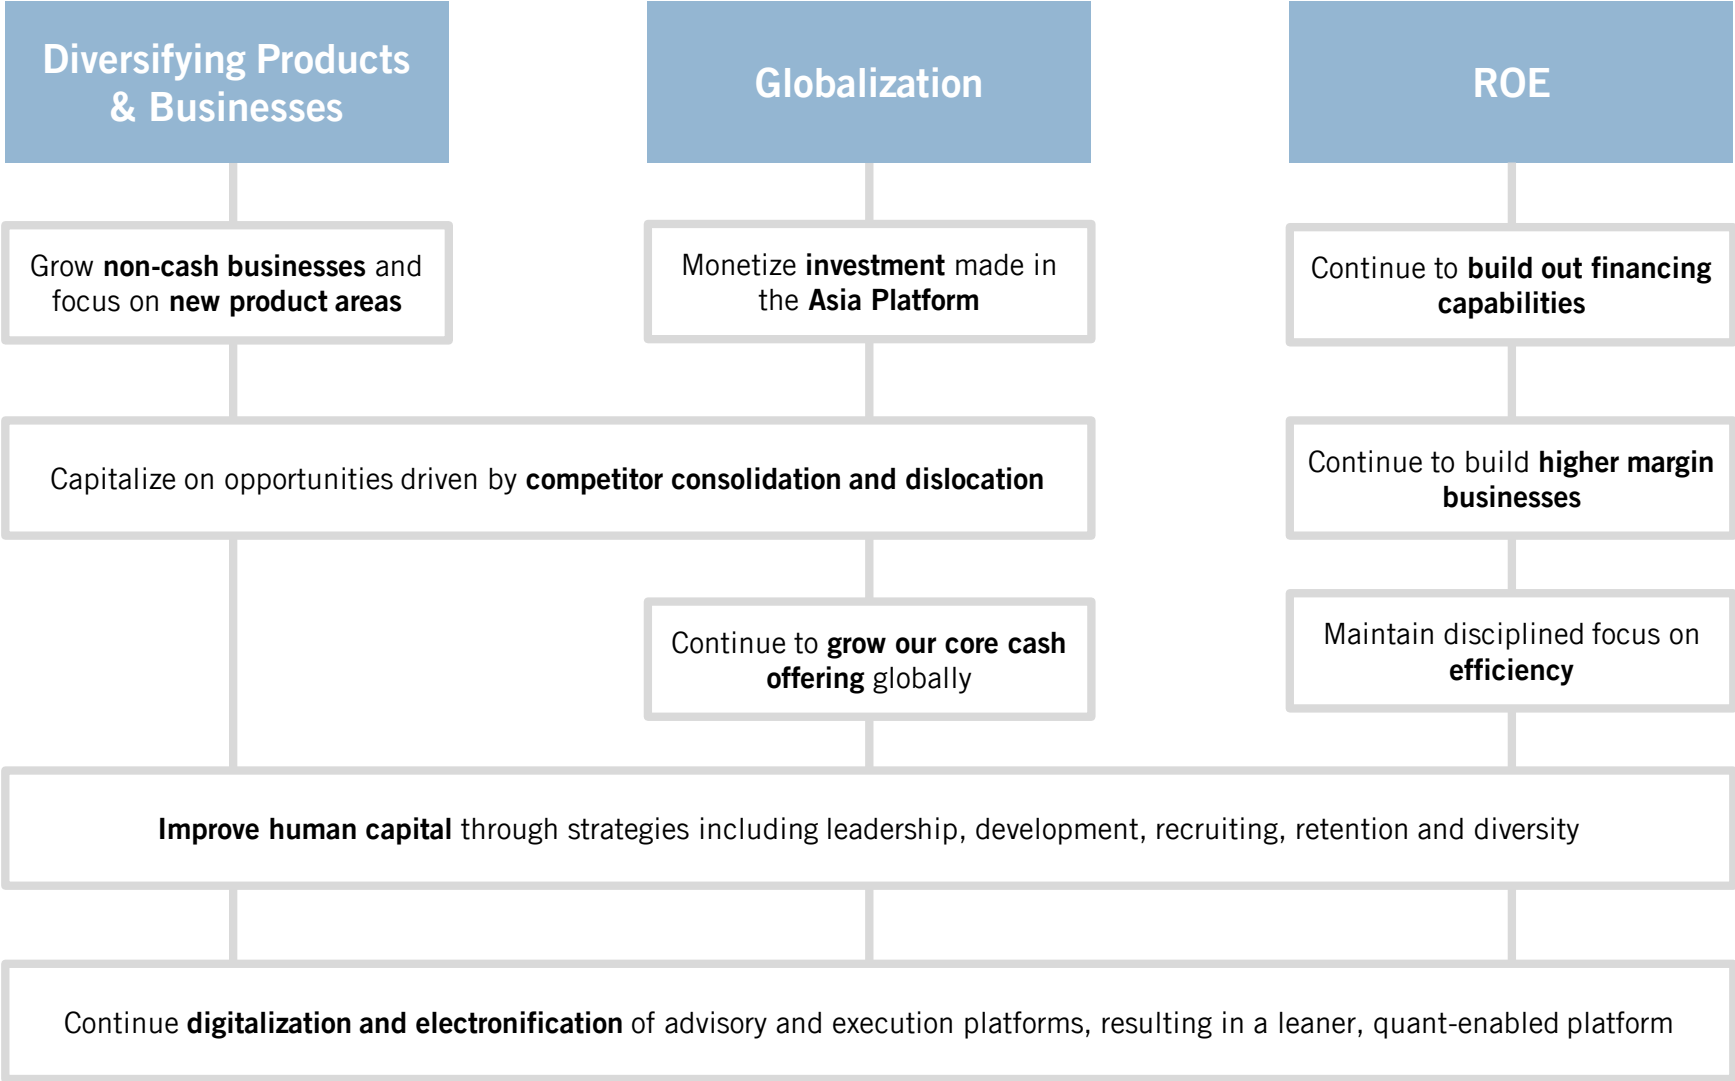 Diversifying Products
& Businesses
Globalization
ROE
Grow non-cash businesses and
focus on new product areas
Monetize investment made in
the Asia Platform
Continue to build out financing
capabilities
Capitalize on opportunities driven by competitor consolidation and dislocation
Continue to build higher margin
businesses
Continue to grow our core cash
offering globally
Maintain disciplined focus on
efficiency
Improve human capital through strategies including leadership, development, recruiting, retention and diversity
Continue digitalization and electronification of advisory and execution platforms, resulting in a leaner, quant-enabled platform